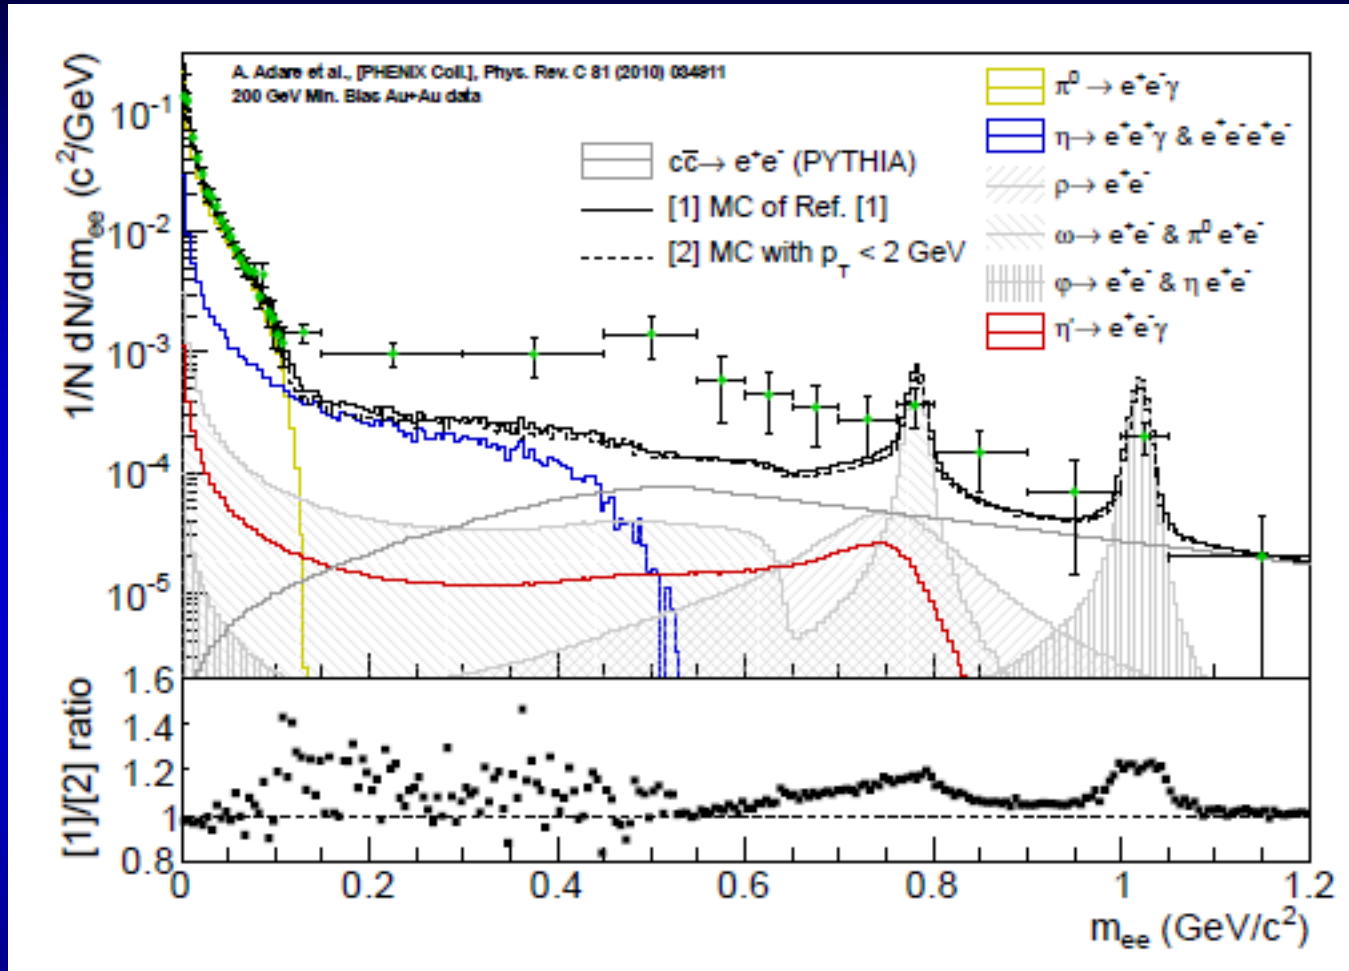 A. Adare et al., [PHENIX Coll.], Phys. Rev. C 81 (2010) 034911
200 GeV Min. Bias Au+Au data
cc̅→ e⁺e⁻ (PYTHIA)
[1] MC of Ref. [1]
[2] MC with p_T < 2 GeV
π⁰ → e⁺e⁻γ
η→ e⁺e⁺γ & e⁺e⁻e⁺e⁻
ρ→ e⁺e⁻
ω→ e⁺e⁻ & π⁰ e⁺e⁻
φ→ e⁺e⁻ & η e⁺e⁻
η'→ e⁺e⁻γ
1/N dN/dm_ee (c²/GeV)
10⁻¹
10⁻²
10⁻³
10⁻⁴
10⁻⁵
[1]/[2] ratio
1.6
1.4
1.2
1
0.8
0 0.2 0.4 0.6 0.8 1 1.2
m_ee (GeV/c²)